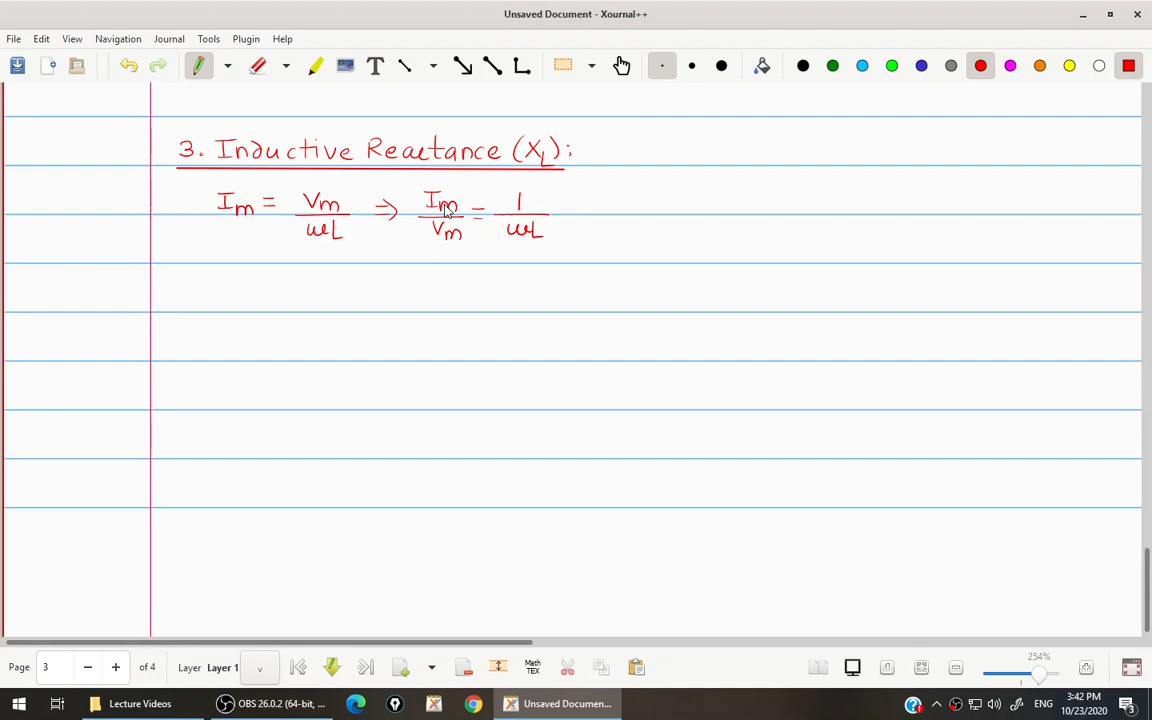 Unsaved Document - Xournal++
File Edit View Navigation Journal Tools Plugin Help
3. Inductive Reactance (XL):
Im = Vm/ωL ⇒ Im/Vm = 1/ωL
Page 3 of 4 Layer Layer 1 Math TEX 254%
Lecture Videos OBS 26.0.2 (64-bit, ... Unsaved Documen... ENG 3:42 PM 10/23/2020 3